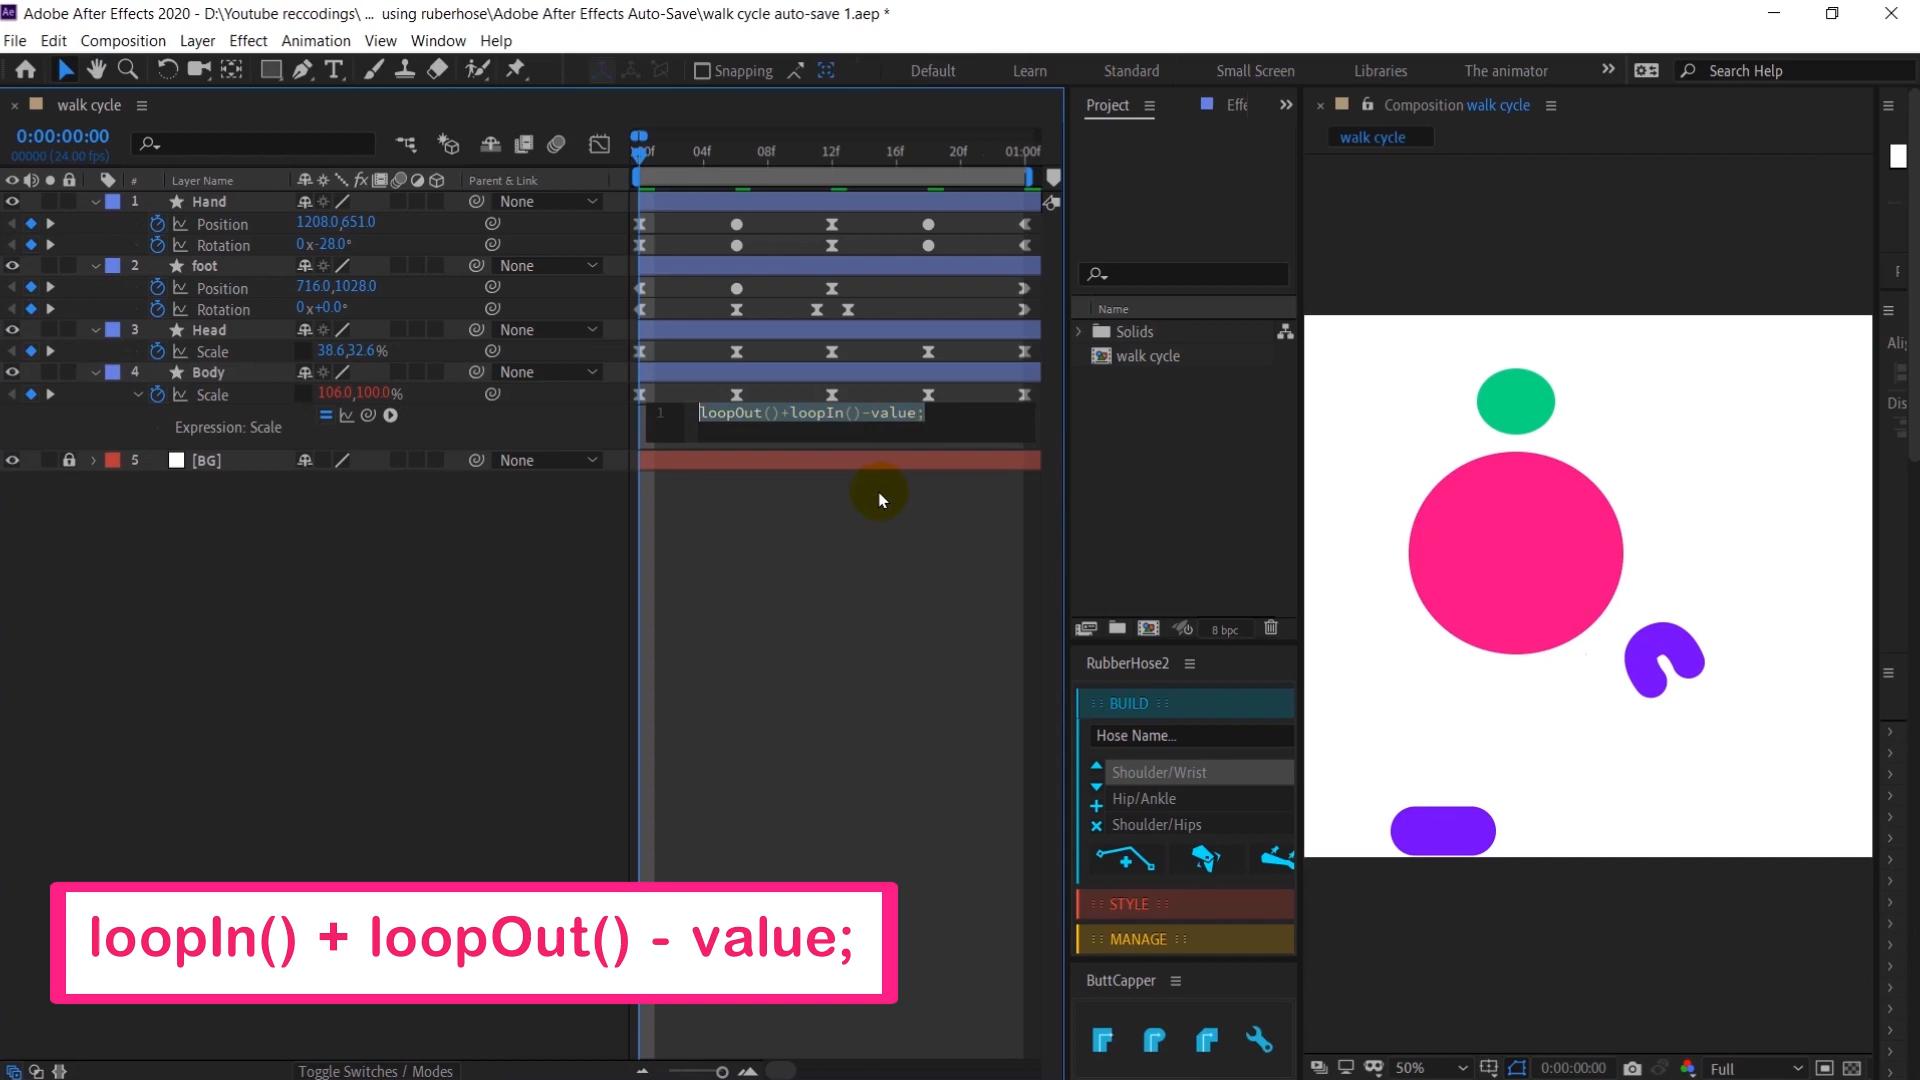 Adobe After Effects 2020 - D:\Youtube reccodings\ ... using ruberhose\Adobe After Effects Auto-Save\walk cycle auto-save 1.aep *
File Edit Composition Layer Effect Animation View Window Help
Snapping Default Learn Standard Small Screen Libraries The animator Search Help
walk cycle
0:00:00:00
00000 (24.00 fps)
04f 08f 12f 16f 20f 01:00f
# Layer Name Parent & Link
1 Hand None
Position 1208.0,651.0
Rotation 0x-28.0°
2 foot None
Position 716.0,1028.0
Rotation 0x+0.0°
3 Head None
Scale 38.6,32.6%
4 Body None
Scale 106.0,100.0%
Expression: Scale
1 loopOut()+loopIn()-value;
5 [BG] None
Toggle Switches / Modes
Project
Name
Solids
walk cycle
8 bpc
RubberHose2
BUILD
Hose Name...
Shoulder/Wrist
Hip/Ankle
Shoulder/Hips
STYLE
MANAGE
ButtCapper
Composition walk cycle
walk cycle
50% 0:00:00:00 Full
loopIn() + loopOut() - value;